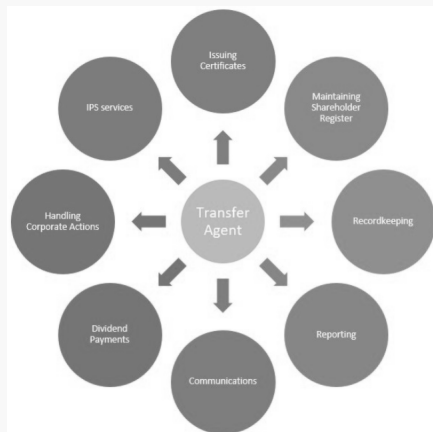 Issuing
Certificates
Maintaining
Shareholder
Register
Recordkeeping
Reporting
Communications
Dividend
Payments
Handling
Corporate Actions
IPS services
Transfer
Agent